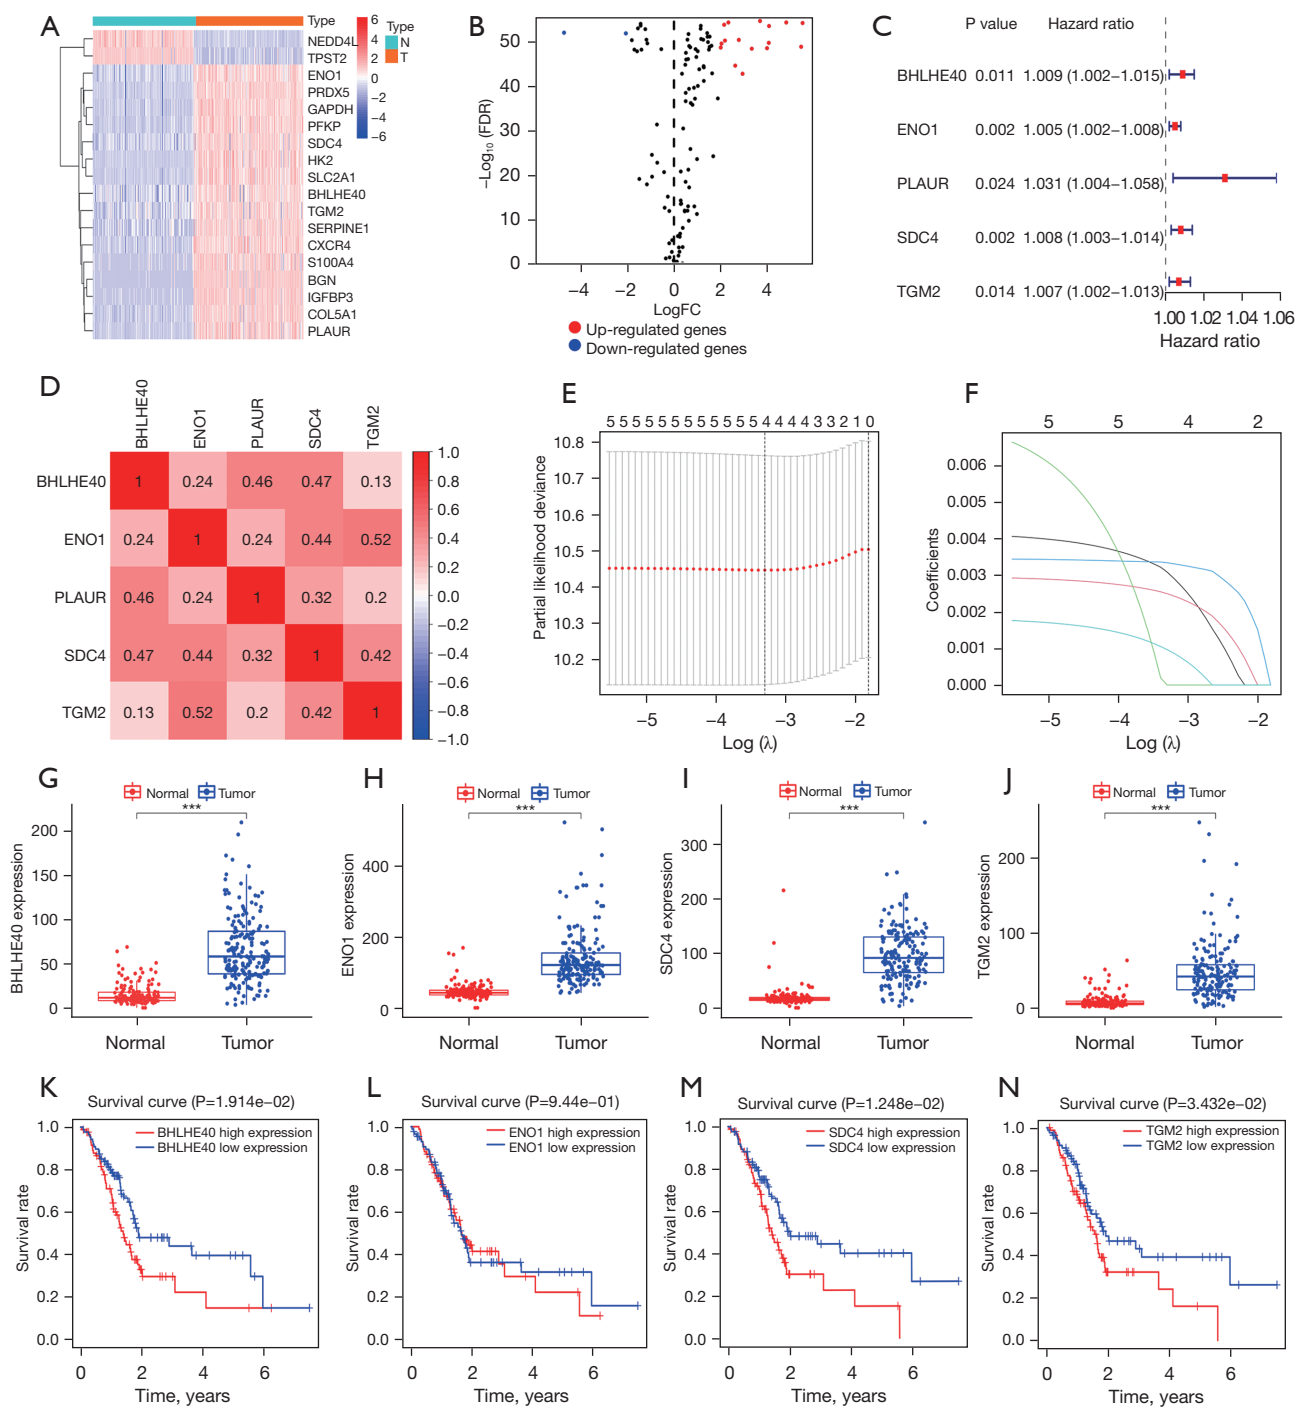 A
Type
NEDD4L
TPST2
ENO1
PRDX5
GAPDH
PFKP
SDC4
HK2
SLC2A1
BHLHE40
TGM2
SERPINE1
CXCR4
S100A4
BGN
IGFBP3
COL5A1
PLAUR
6
4
2
0
−2
−4
−6
Type
N
T
B
50
40
30
20
10
0
−Log10 (FDR)
−4 −2 0 2 4
LogFC
Up-regulated genes
Down-regulated genes
C
P value Hazard ratio
BHLHE40 0.011 1.009 (1.002−1.015)
ENO1 0.002 1.005 (1.002−1.008)
PLAUR 0.024 1.031 (1.004−1.058)
SDC4 0.002 1.008 (1.003−1.014)
TGM2 0.014 1.007 (1.002−1.013)
1.00 1.02 1.04 1.06
Hazard ratio
D
BHLHE40 ENO1 PLAUR SDC4 TGM2
BHLHE40 1 0.24 0.46 0.47 0.13
ENO1 0.24 1 0.24 0.44 0.52
PLAUR 0.46 0.24 1 0.32 0.2
SDC4 0.47 0.44 0.32 1 0.42
TGM2 0.13 0.52 0.2 0.42 1
1.0
0.8
0.6
0.4
0.2
0.0
−0.2
−0.4
−0.6
−0.8
−1.0
E
5 5 5 5 5 5 5 5 5 5 5 5 4 4 4 4 3 3 2 1 0
10.8
10.7
10.6
10.5
10.4
10.3
10.2
Partial likelihood deviance
−5 −4 −3 −2
Log (λ)
F
5 5 4 2
0.006
0.005
0.004
0.003
0.002
0.001
0.000
Coefficients
−5 −4 −3 −2
Log (λ)
G
Normal Tumor
***
200
150
100
50
0
BHLHE40 expression
Normal Tumor
H
Normal Tumor
***
400
200
0
ENO1 expression
Normal Tumor
I
Normal Tumor
***
300
200
100
0
SDC4 expression
Normal Tumor
J
Normal Tumor
***
200
100
0
TGM2 expression
Normal Tumor
K
Survival curve (P=1.914e−02)
BHLHE40 high expression
BHLHE40 low expression
1.0
0.8
0.6
0.4
0.2
0.0
Survival rate
0 2 4 6
Time, years
L
Survival curve (P=9.44e−01)
ENO1 high expression
ENO1 low expression
1.0
0.8
0.6
0.4
0.2
0.0
Survival rate
0 2 4 6
Time, years
M
Survival curve (P=1.248e−02)
SDC4 high expression
SDC4 low expression
1.0
0.8
0.6
0.4
0.2
0.0
Survival rate
0 2 4 6
Time, years
N
Survival curve (P=3.432e−02)
TGM2 high expression
TGM2 low expression
1.0
0.8
0.6
0.4
0.2
0.0
Survival rate
0 2 4 6
Time, years